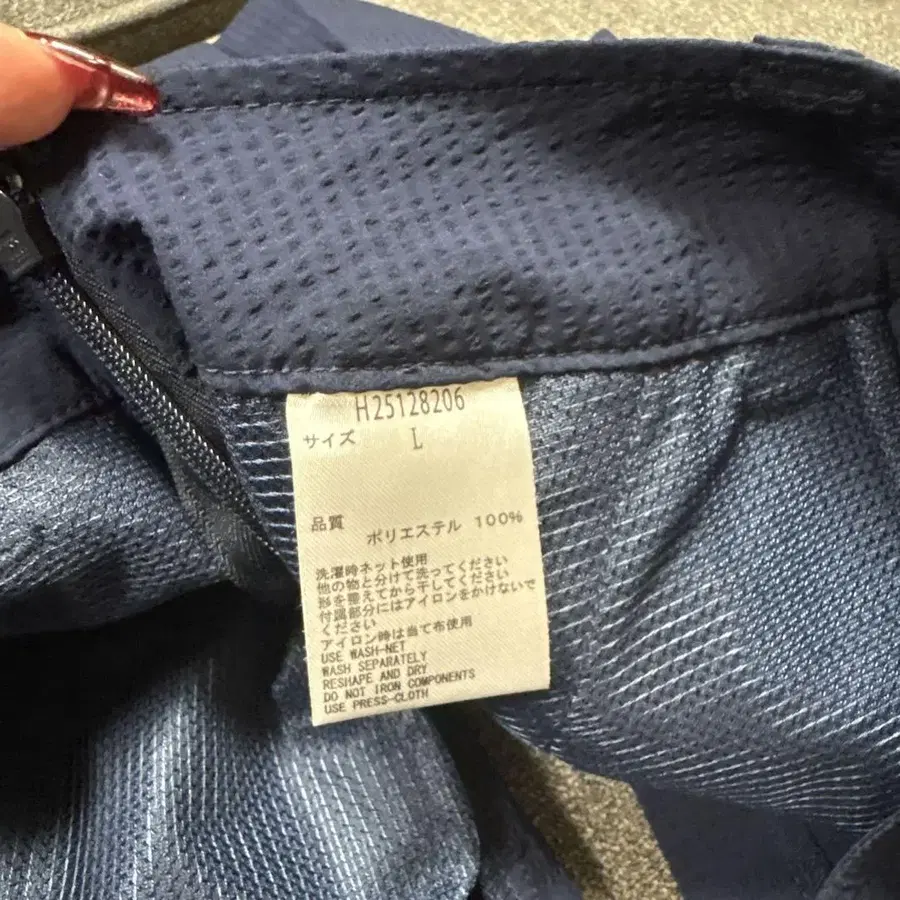 H25128206
サイズ L
品質 ポリエステル 100%
洗濯時ネット使用
他の物と分けて洗ってください
形を整えてから干してください
付属部分にはアイロンをかけないで
ください
アイロン時は当て布使用
USE WASH-NET
WASH SEPARATELY
RESHAPE AND DRY
DO NOT IRON COMPONENTS
USE PRESS-CLOTH